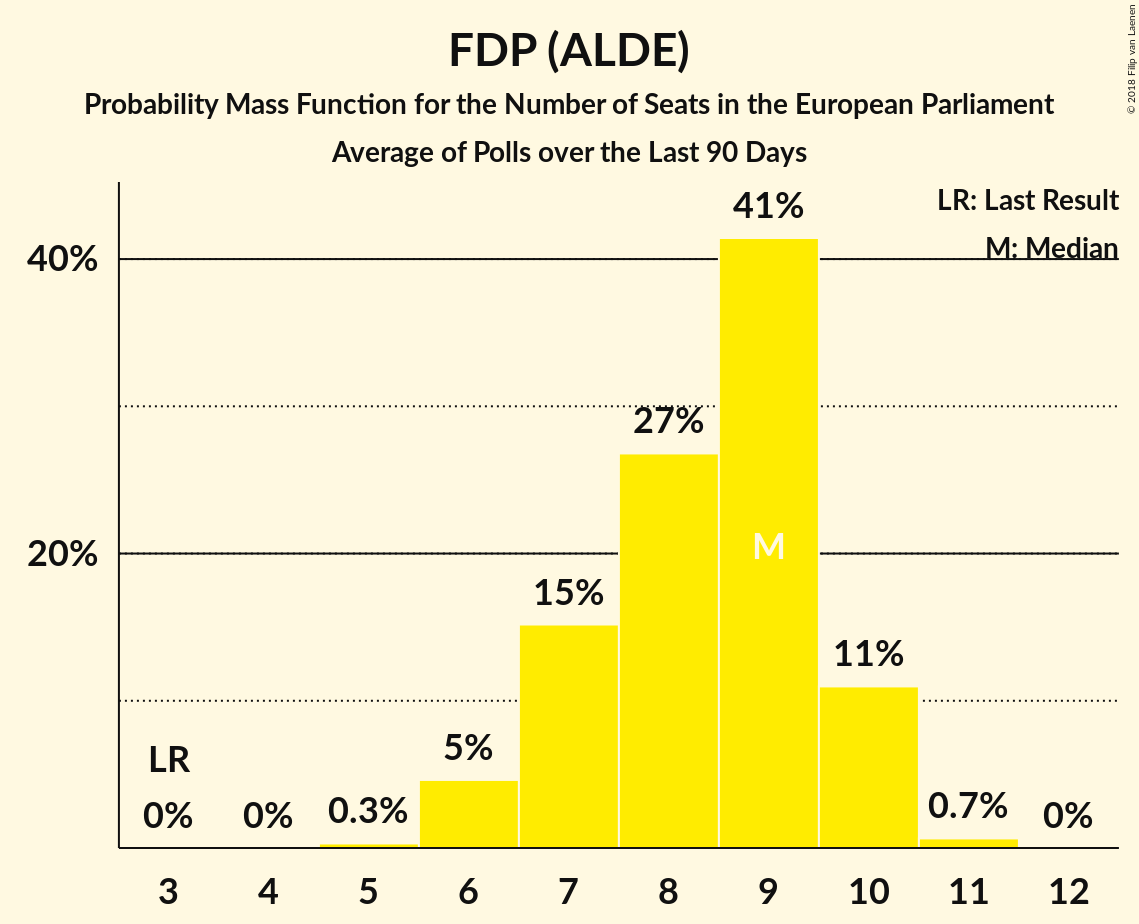 FDP (ALDE)
Probability Mass Function for the Number of Seats in the European Parliament
Average of Polls over the Last 90 Days
© 2018 Filip van Laenen
LR: Last Result
M: Median
40%
20%
LR
0%
0%
0.3%
5%
15%
27%
41%
M
11%
0.7%
0%
3 4 5 6 7 8 9 10 11 12